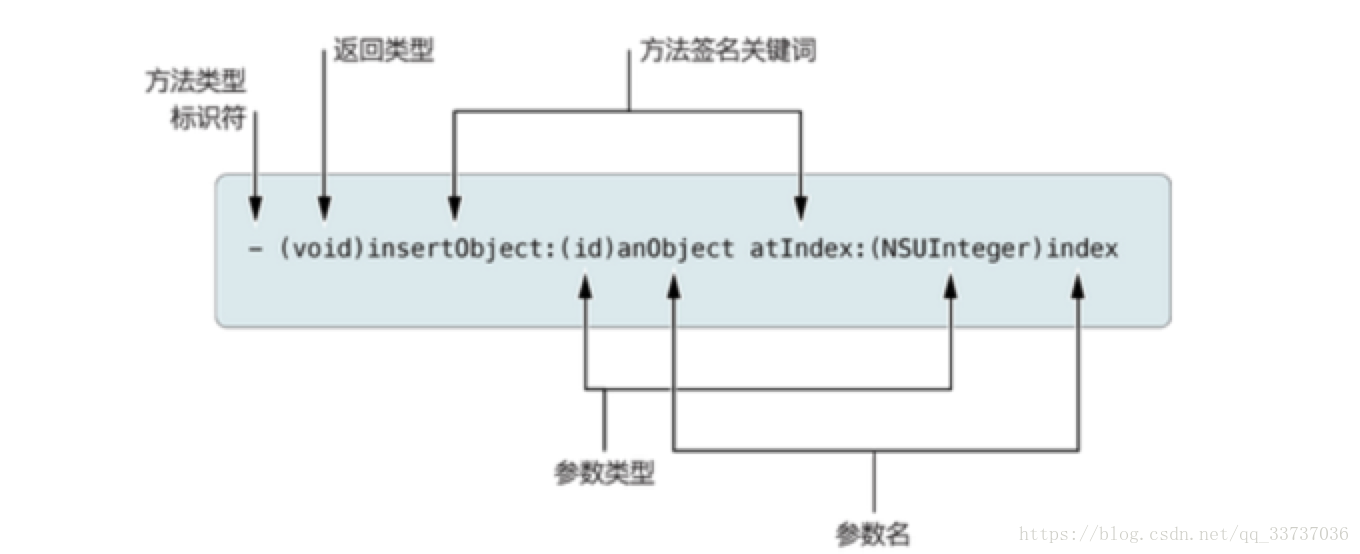 返回类型
方法签名关键词
方法类型
标识符
- (void)insertObject:(id)anObject atIndex:(NSUInteger)index
参数类型
参数名
https://blog.csdn.net/qq_33737036